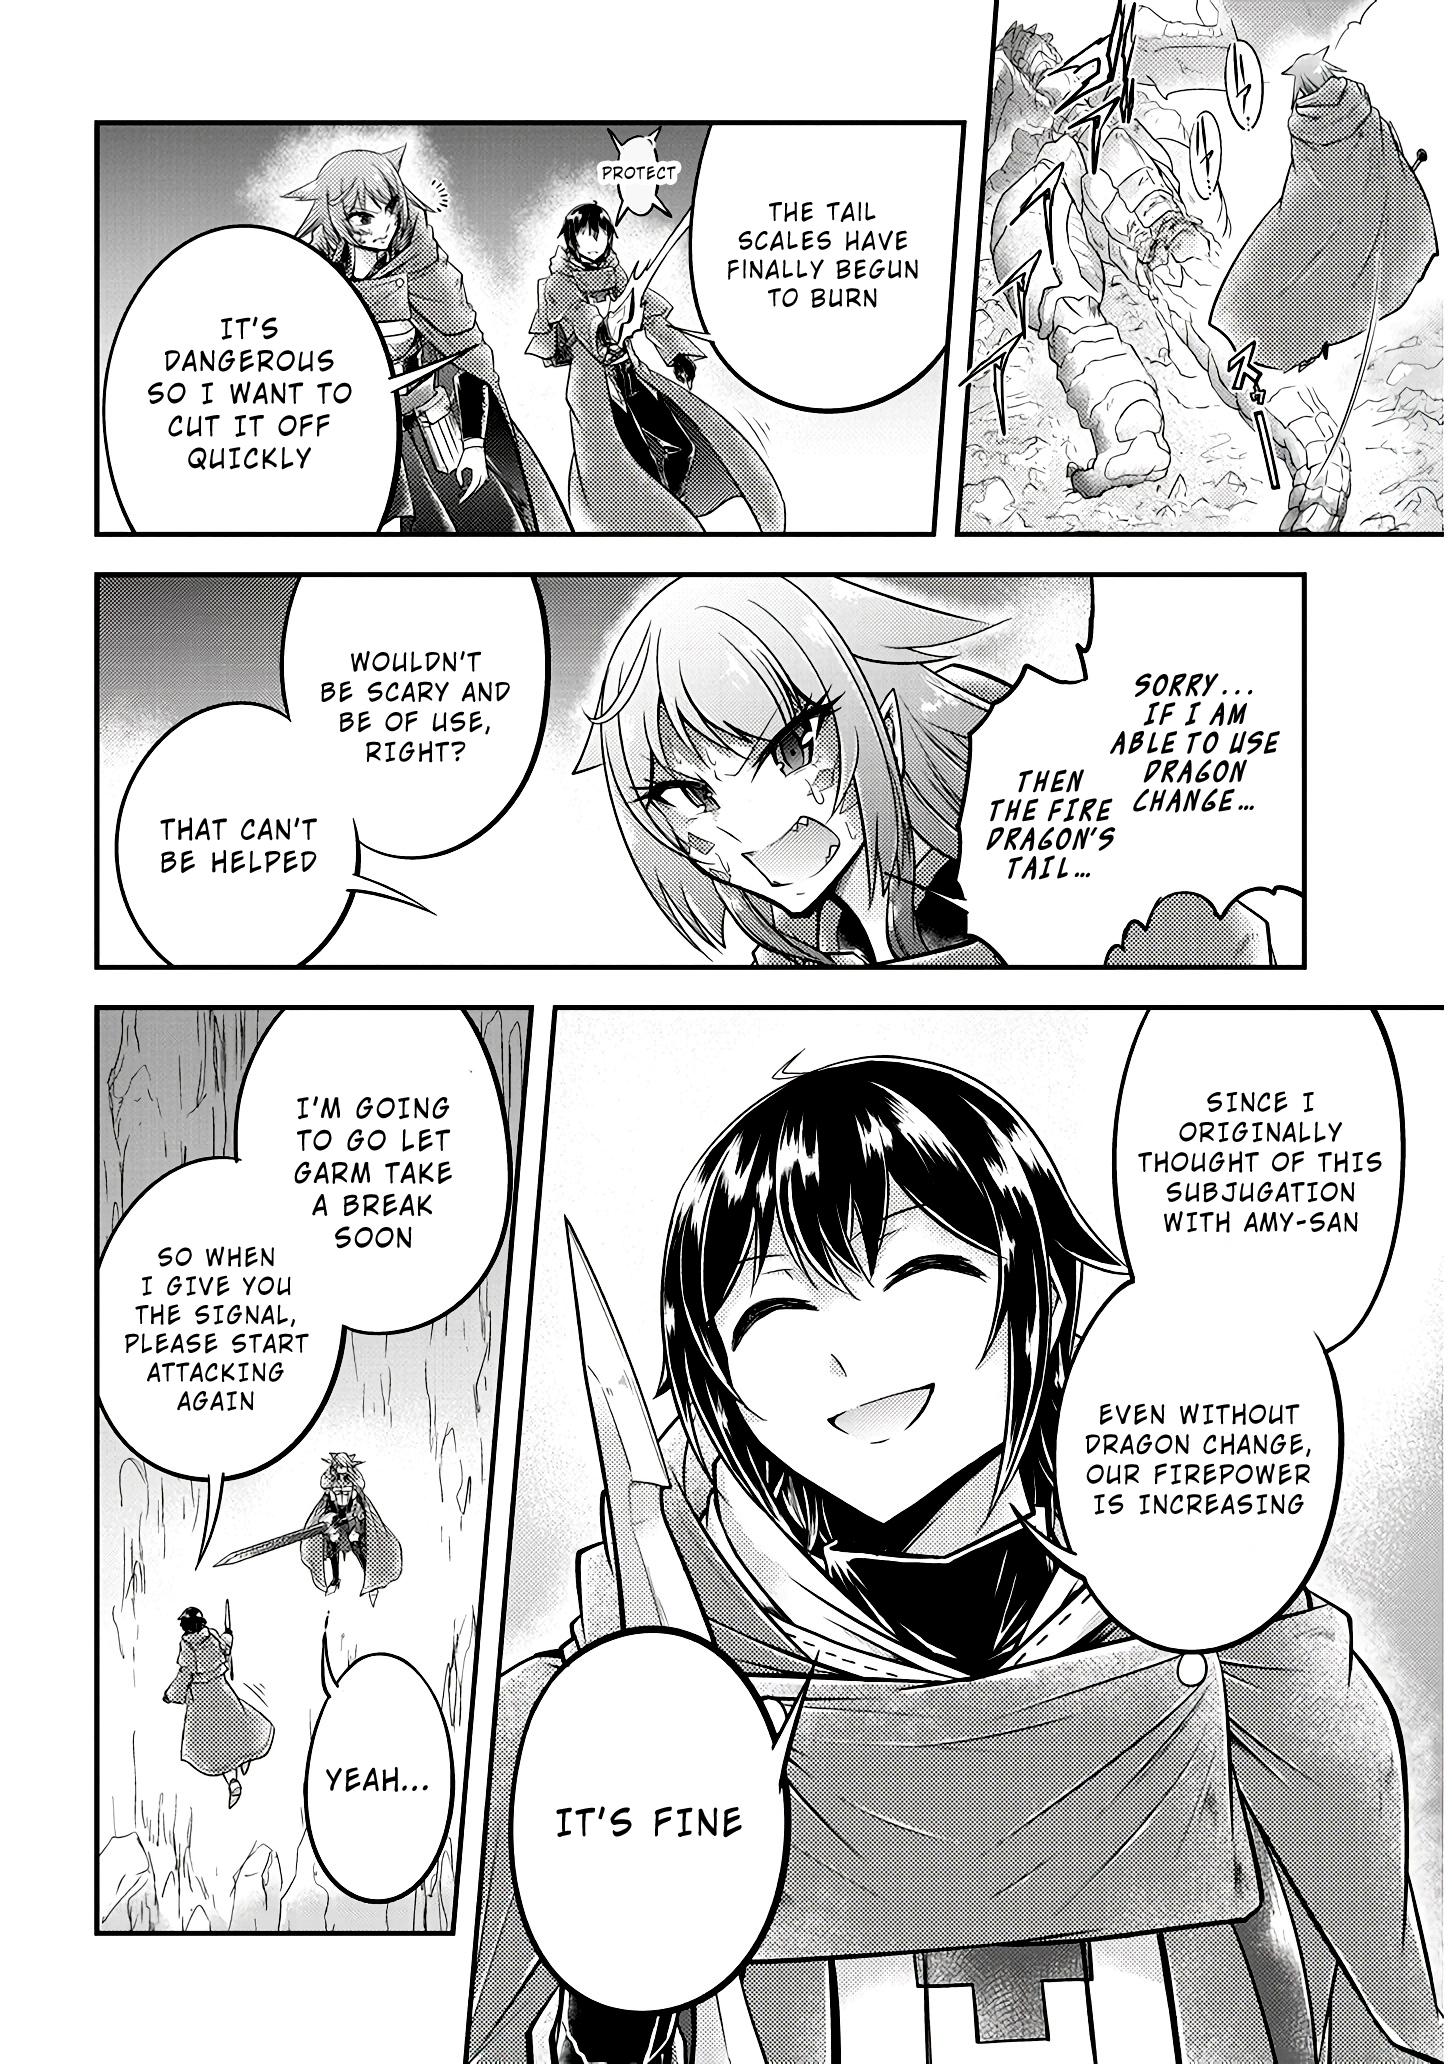 THE TAIL
SCALES HAVE
FINALLY BEGUN
TO BURN
PROTECT
IT'S
DANGEROUS
SO I WANT TO
CUT IT OFF
QUICKLY
SORRY...
IF I AM
ABLE TO USE
DRAGON
CHANGE...
THEN
THE FIRE
DRAGON'S
TAIL...
WOULDN'T
BE SCARY AND
BE OF USE,
RIGHT?
THAT CAN'T
BE HELPED
SINCE I
ORIGINALLY
THOUGHT OF THIS
SUBJUGATION
WITH AMY-SAN
EVEN WITHOUT
DRAGON CHANGE,
OUR FIREPOWER
IS INCREASING
IT'S FINE
I'M GOING
TO GO LET
GARM TAKE
A BREAK
SOON
SO WHEN
I GIVE YOU
THE SIGNAL,
PLEASE START
ATTACKING
AGAIN
YEAH...